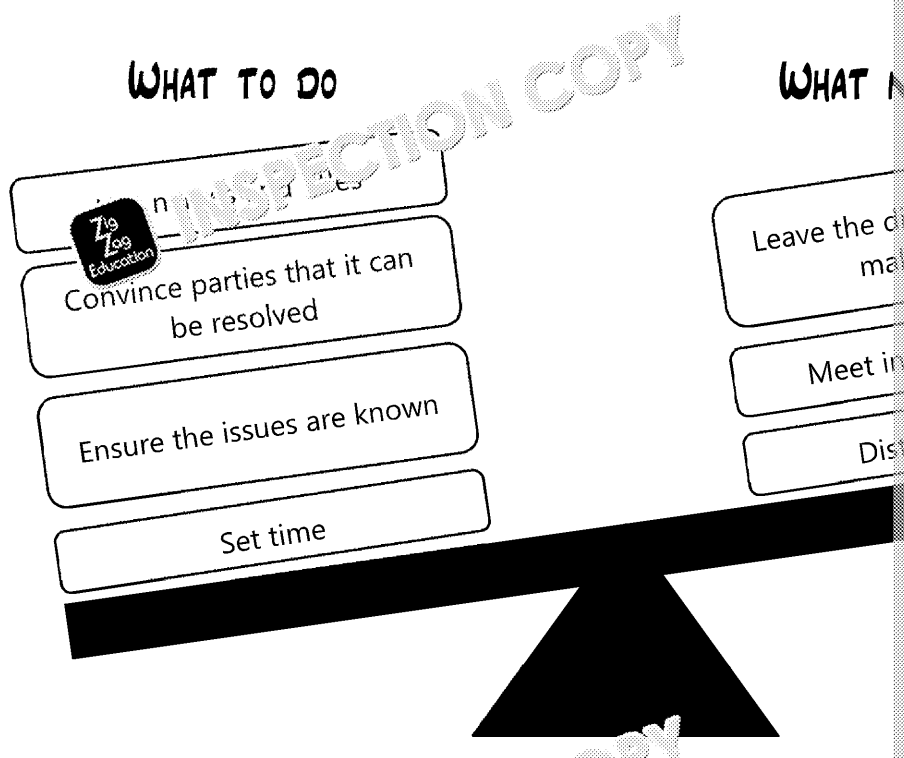 WHAT TO DO
WHAT
INSPECTION COPY
Zig
Zag
Education
Convince parties that it can
be resolved
Ensure the issues are known
Set time
Leave the
Meet
COPY